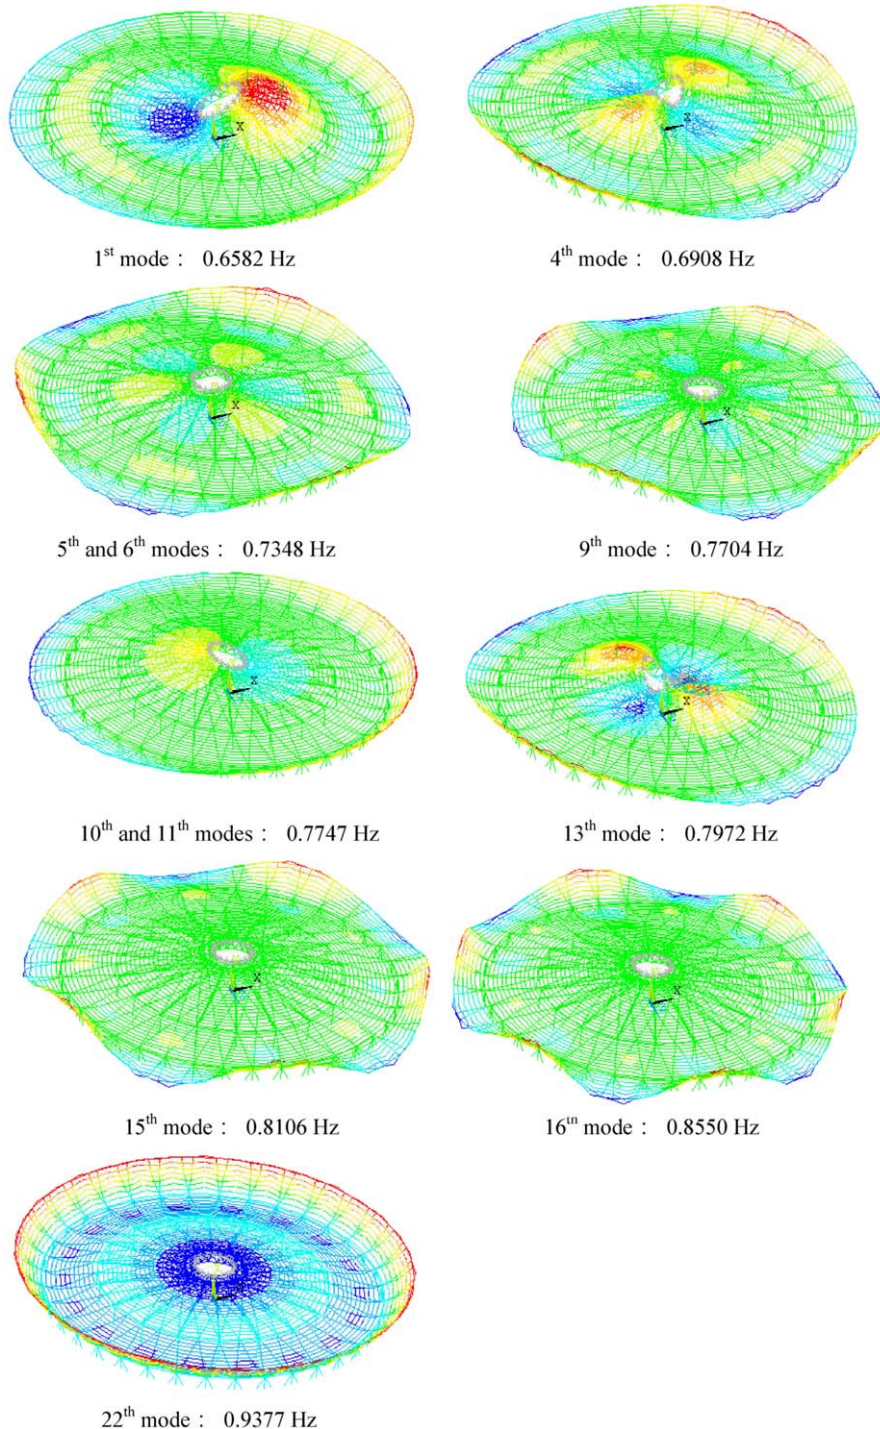 X
X
1st mode： 0.6582 Hz
4th mode： 0.6908 Hz
X
X
5th and 6th modes： 0.7348 Hz
9th mode： 0.7704 Hz
X
X
10th and 11th modes： 0.7747 Hz
13th mode： 0.7972 Hz
X
X
15th mode： 0.8106 Hz
16th mode： 0.8550 Hz
22th mode： 0.9377 Hz